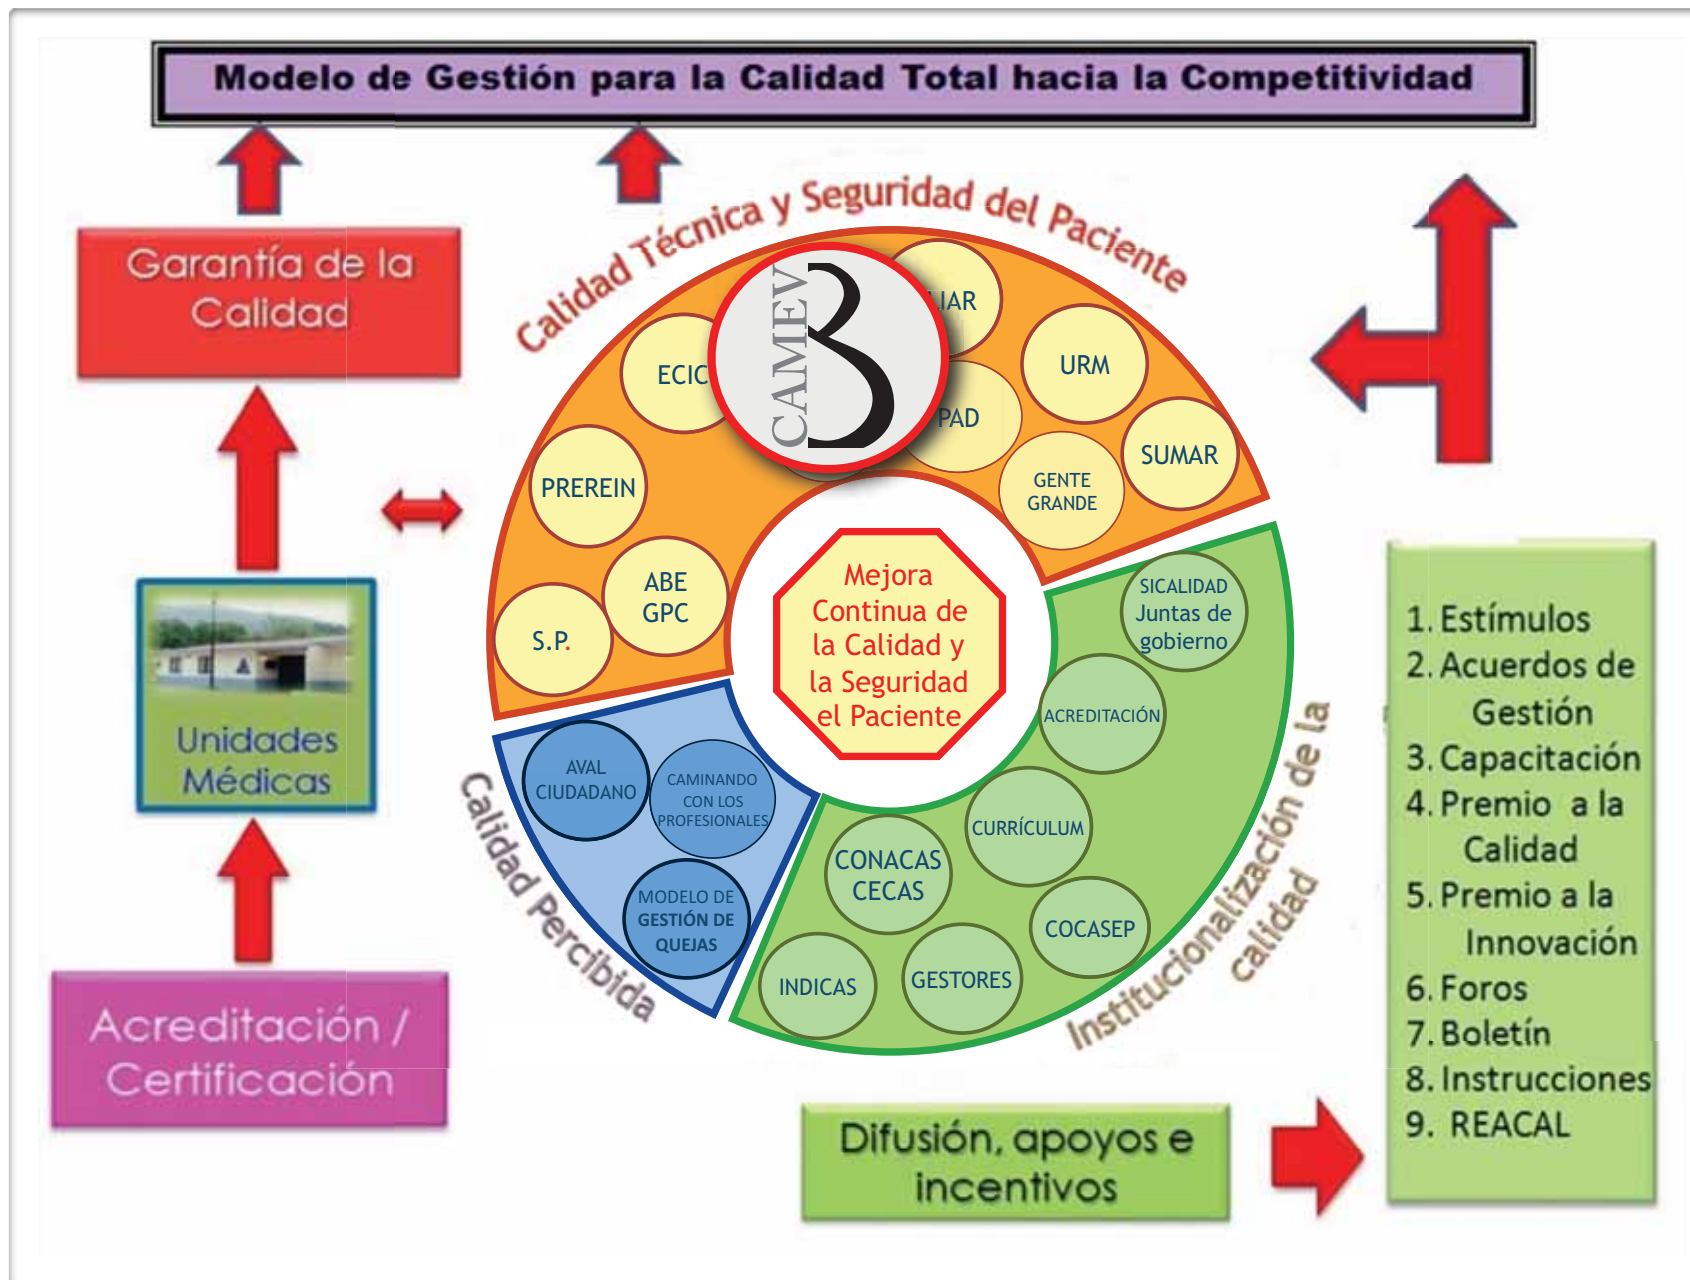 Modelo de Gestión para la Calidad Total hacia la Competitividad
Garantía de la
Calidad
Unidades
Médicas
Acreditación /
Certificación
Calidad Técnica y Seguridad del Paciente
CAMEV
ECIC
URM
SUMAR
GENTE
GRANDE
PREREIN
ABE
GPC
S.P.
Mejora
Continua de
la Calidad y
la Seguridad
el Paciente
SICALIDAD
Juntas de
gobierno
ACREDITACIÓN
CURRÍCULUM
CONACAS
CECAS
COCASEP
GESTORES
INDICAS
Institucionalización de la
calidad
AVAL
CIUDADANO
CAMINANDO
CON LOS
PROFESIONALES
MODELO DE
GESTIÓN DE
QUEJAS
Calidad Percibida
1. Estímulos
2. Acuerdos de
Gestión
3. Capacitación
4. Premio a la
Calidad
5. Premio a la
Innovación
6. Foros
7. Boletín
8. Instrucciones
9. REACAL
Difusión, apoyos e
incentivos